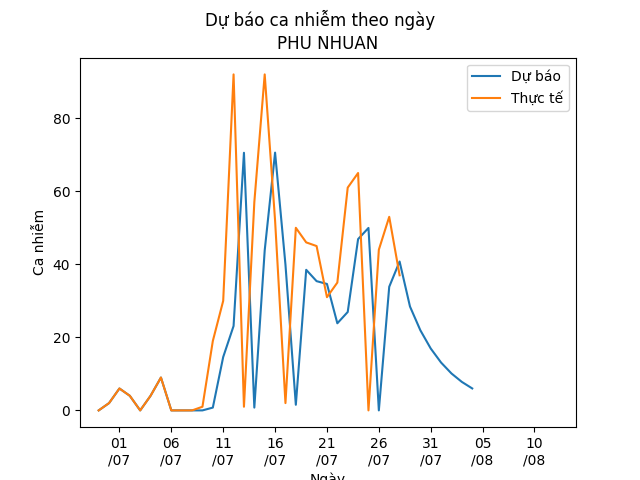 Dự báo ca nhiễm theo ngày
PHU NHUAN
Dự báo
Thực tế
Ca nhiễm
80
60
40
20
0
01 06 11 16 21 26 31 05 10
/07 /07 /07 /07 /07 /07 /07 /08 /08
Ngày